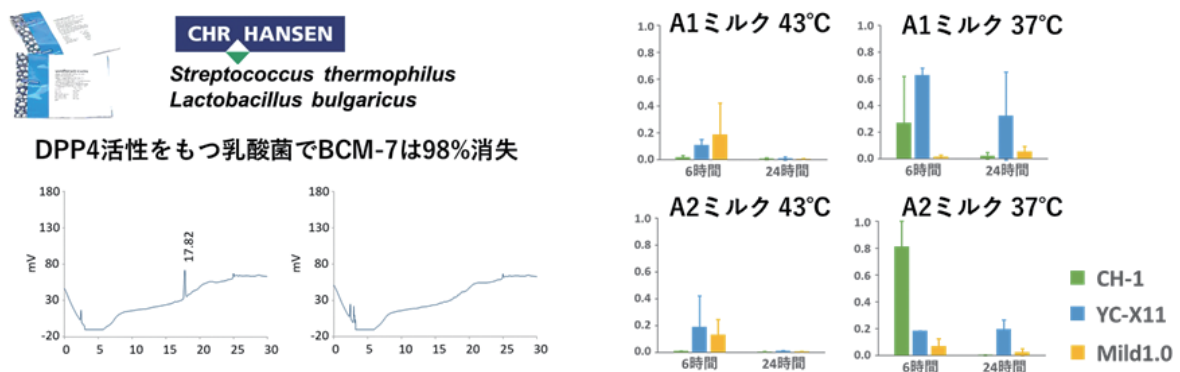 CHR HANSEN
Streptococcus thermophilus
Lactobacillus bulgaricus
DPP4活性をもつ乳酸菌でBCM-7は98%消失
180
130
80
30
-20
mV
17.82
0 5 10 15 20 25 30
180
130
80
30
-20
mV
0 5 10 15 20 25 30
A1ミルク 43℃
1.0
0.8
0.6
0.4
0.2
0.0
6時間 24時間
A1ミルク 37℃
1.0
0.8
0.6
0.4
0.2
0.0
6時間 24時間
A2ミルク 43℃
1.0
0.8
0.6
0.4
0.2
0.0
6時間 24時間
A2ミルク 37℃
1.0
0.8
0.6
0.4
0.2
0.0
6時間 24時間
CH-1
YC-X11
Mild1.0